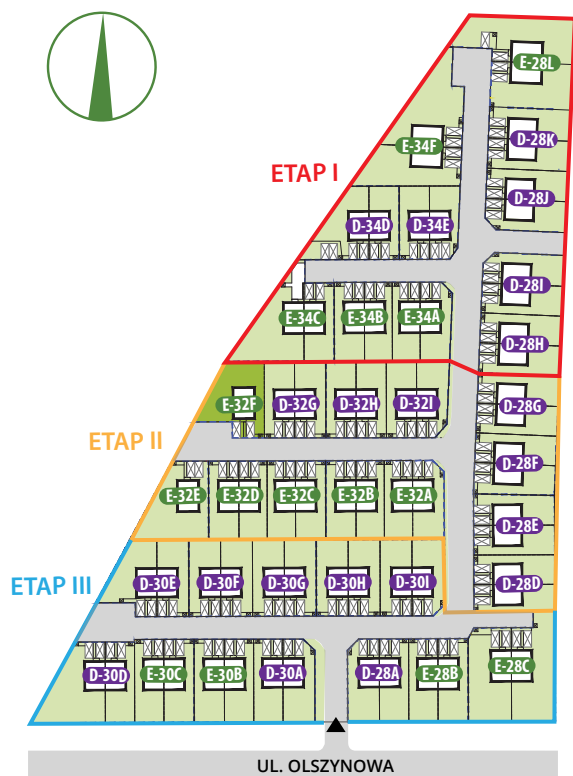 E-28L
D-28K
E-34F
ETAP I
D-28J
D-34D
D-34E
D-28I
E-34C
E-34B
E-34A
D-28H
E-32F
D-32G
D-32H
D-32I
D-28G
ETAP II
D-28F
E-32E
E-32D
E-32C
E-32B
E-32A
D-28E
ETAP III
D-30E
D-30F
D-30G
D-30H
D-30I
D-28D
D-30D
E-30C
E-30B
D-30A
D-28A
E-28B
E-28C
UL. OLSZYNOWA